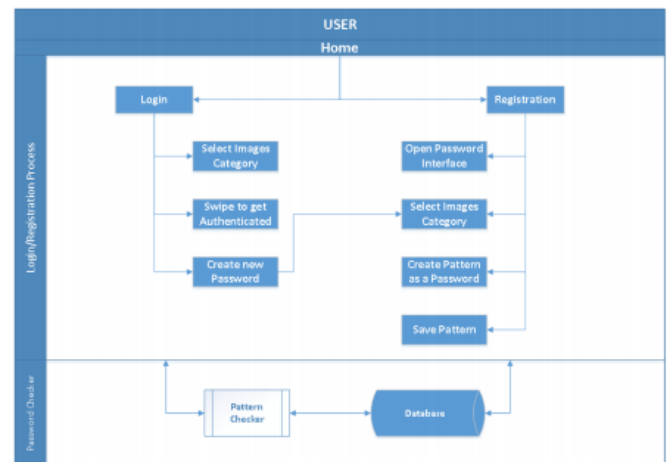 USER
Home
Login/Registration Process
Login
Registration
Select Images
Category
Open Password
Interface
Swipe to get
Authenticated
Select Images
Category
Create new
Password
Create Pattern
as a Password
Save Pattern
Password Checker
Pattern
Checker
Database